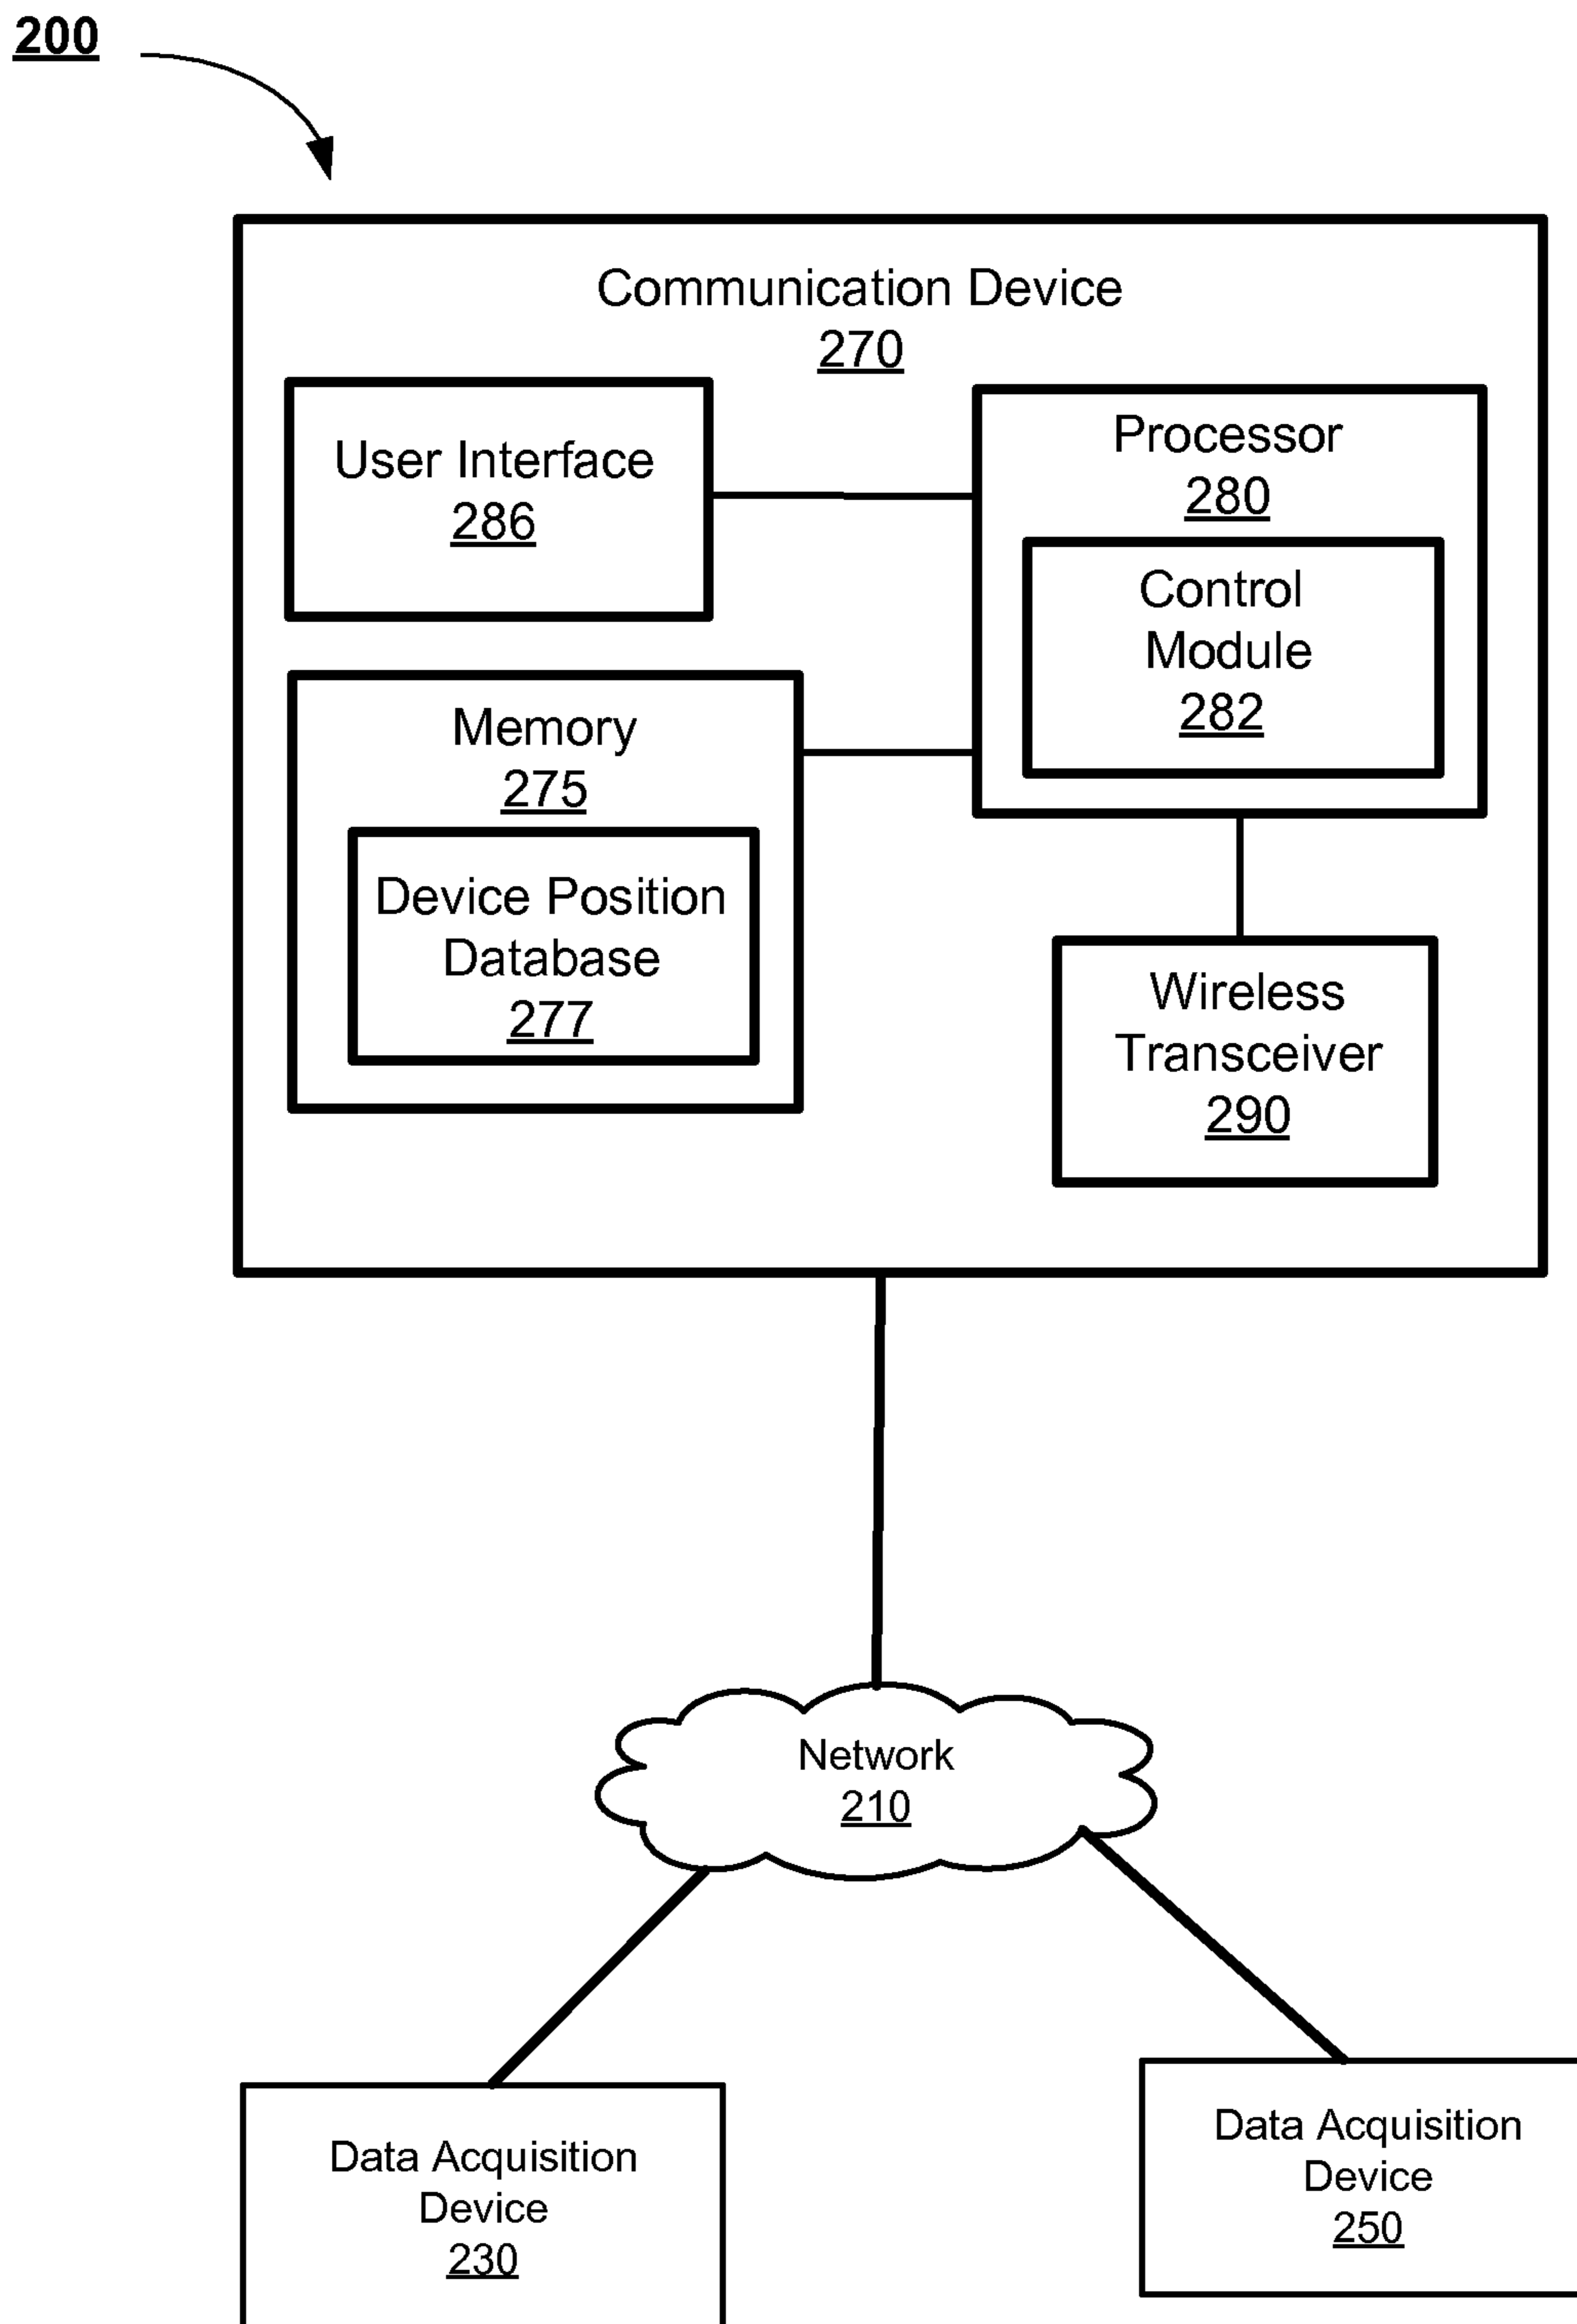 200
Communication Device
270
User Interface
286
Processor
280
Control
Module
282
Memory
275
Device Position
Database
277
Wireless
Transceiver
290
Network
210
Data Acquisition
Device
230
Data Acquisition
Device
250